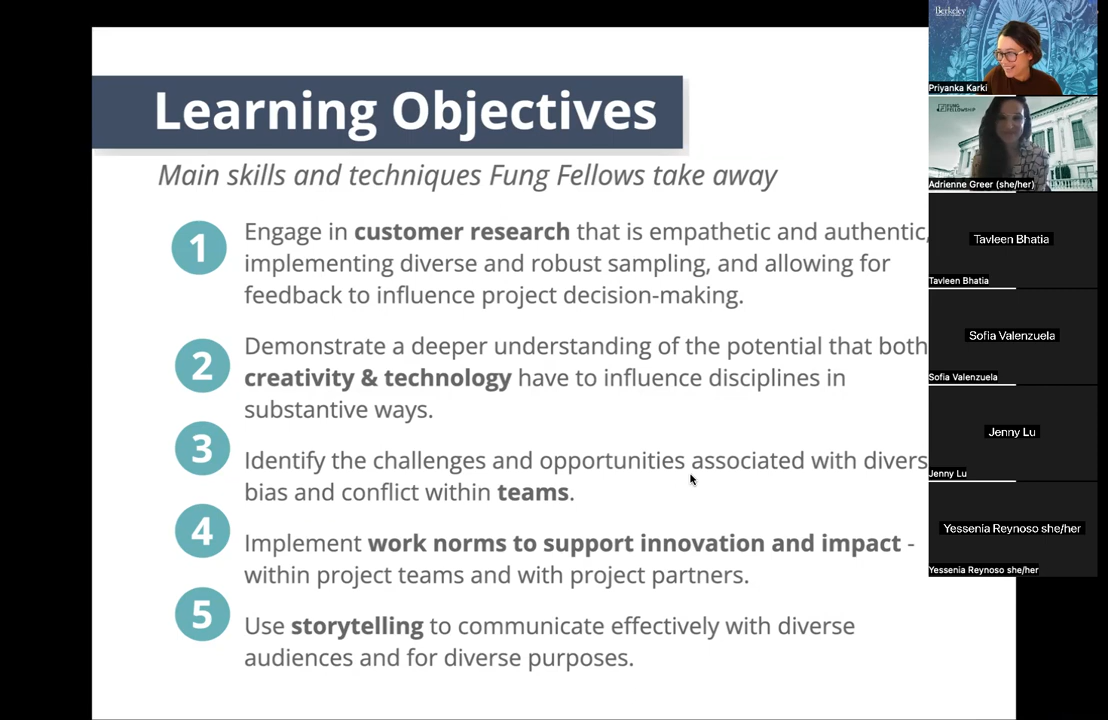 Learning Objectives
Main skills and techniques Fung Fellows take away
1
Engage in customer research that is empathetic and authentic,
implementing diverse and robust sampling, and allowing for
feedback to influence project decision-making.
2
Demonstrate a deeper understanding of the potential that both
creativity & technology have to influence disciplines in
substantive ways.
3
Identify the challenges and opportunities associated with divers
bias and conflict within teams.
4
Implement work norms to support innovation and impact -
within project teams and with project partners.
5
Use storytelling to communicate effectively with diverse
audiences and for diverse purposes.
Berkeley
Priyanka Karki
FUNG
FELLOWSHIP
Adrienne Greer (she/her)
Tavleen Bhatia
Tavleen Bhatia
Sofia Valenzuela
Sofia Valenzuela
Jenny Lu
Jenny Lu
Yessenia Reynoso she/her
Yessenia Reynoso she/her